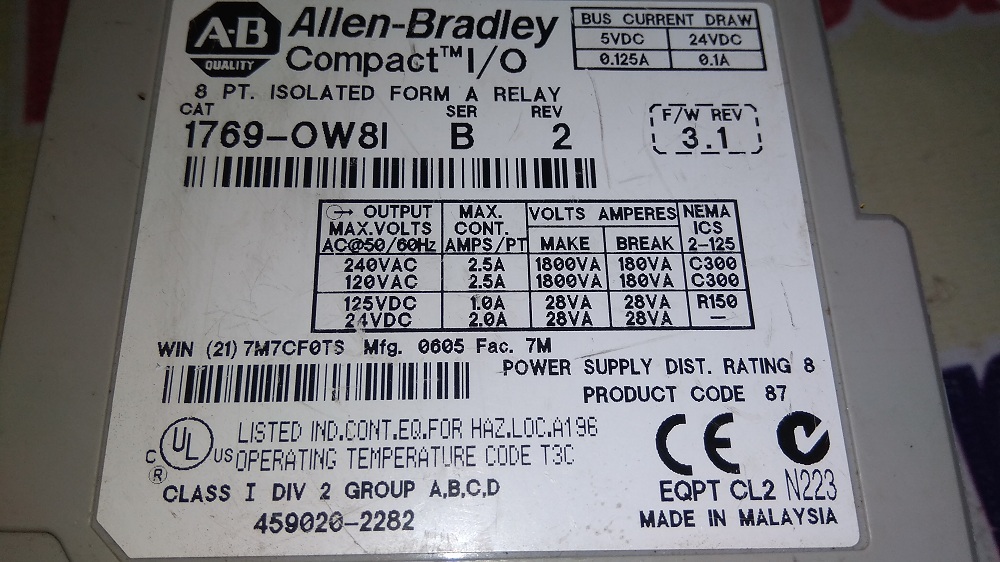 A-B
QUALITY
Allen-Bradley
Compact™ I/O
BUS CURRENT DRAW
5VDC 24VDC
0.125A 0.1A
8 PT. ISOLATED FORM A RELAY
CAT SER REV
1769-OW8I B 2
F/W REV
3.1
OUTPUT MAX. VOLTS AMPERES NEMA
MAX.VOLTS CONT. ICS
AC@50/60Hz AMPS/PT MAKE BREAK 2-125
240VAC 2.5A 1800VA 180VA C300
120VAC 2.5A 1800VA 180VA C300
125VDC 1.0A 28VA 28VA R150
24VDC 2.0A 28VA 28VA —
WIN (21) 7M7CF0TS Mfg. 0605 Fac. 7M
POWER SUPPLY DIST. RATING 8
PRODUCT CODE 87
C UL US
®
LISTED IND.CONT.EQ.FOR HAZ.LOC.A196
OPERATING TEMPERATURE CODE T3C
CLASS I DIV 2 GROUP A,B,C,D
459020-2282
CE
EQPT CL2 N223
MADE IN MALAYSIA